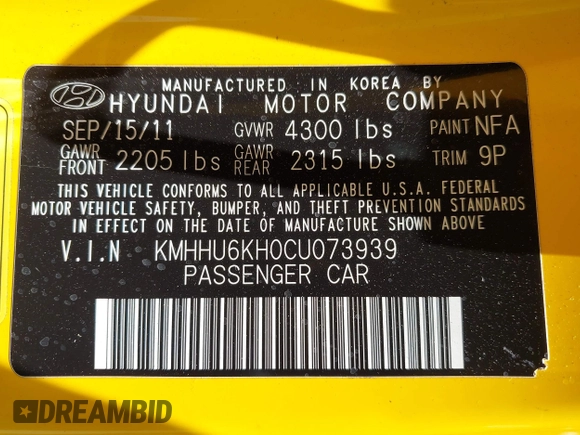 MANUFACTURED IN KOREA BY
HYUNDAI MOTOR COMPANY
SEP/15/11 GVWR 4300 lbs PAINT NFA
GAWR FRONT 2205 lbs GAWR REAR 2315 lbs TRIM 9P
THIS VEHICLE CONFORMS TO ALL APPLICABLE U.S.A. FEDERAL
MOTOR VEHICLE SAFETY, BUMPER, AND THEFT PREVENTION STANDARDS
IN EFFECT ON THE DATE OF MANUFACTURE SHOWN ABOVE
V.I.N KMHHU6KH0CU073939
PASSENGER CAR
DREAMBID